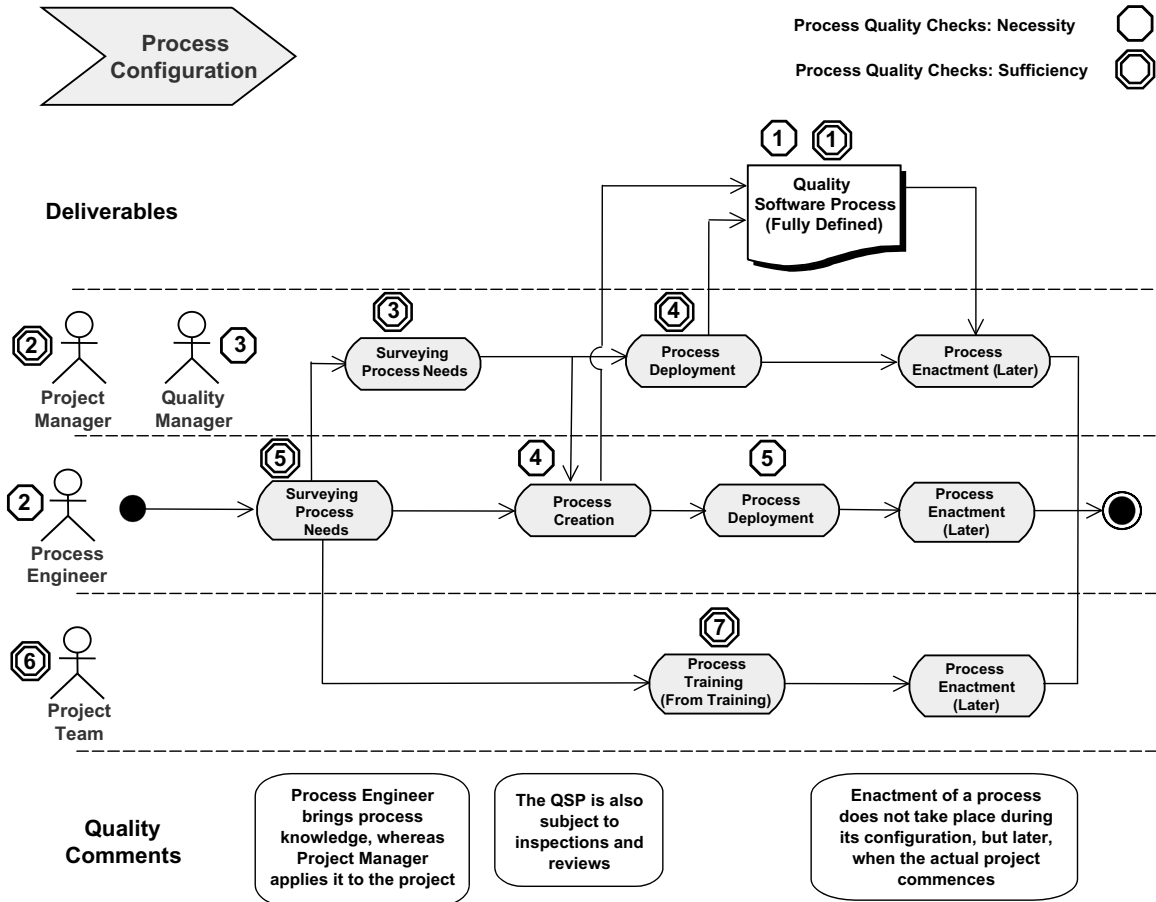 Process
Configuration
Process Quality Checks: Necessity
Process Quality Checks: Sufficiency
1
1
Quality
Software Process
(Fully Defined)
Deliverables
3
4
2
3
Surveying
Process Needs
Process
Deployment
Process
Enactment (Later)
Project
Manager
Quality
Manager
5
4
5
2
Surveying
Process
Needs
Process
Creation
Process
Deployment
Process
Enactment
(Later)
Process
Engineer
7
6
Process
Training
(From Training)
Process
Enactment
(Later)
Project
Team
Quality
Comments
Process Engineer
brings process
knowledge, whereas
Project Manager
applies it to the project
The QSP is also
subject to
inspections and
reviews
Enactment of a process
does not take place during
its configuration, but later,
when the actual project
commences